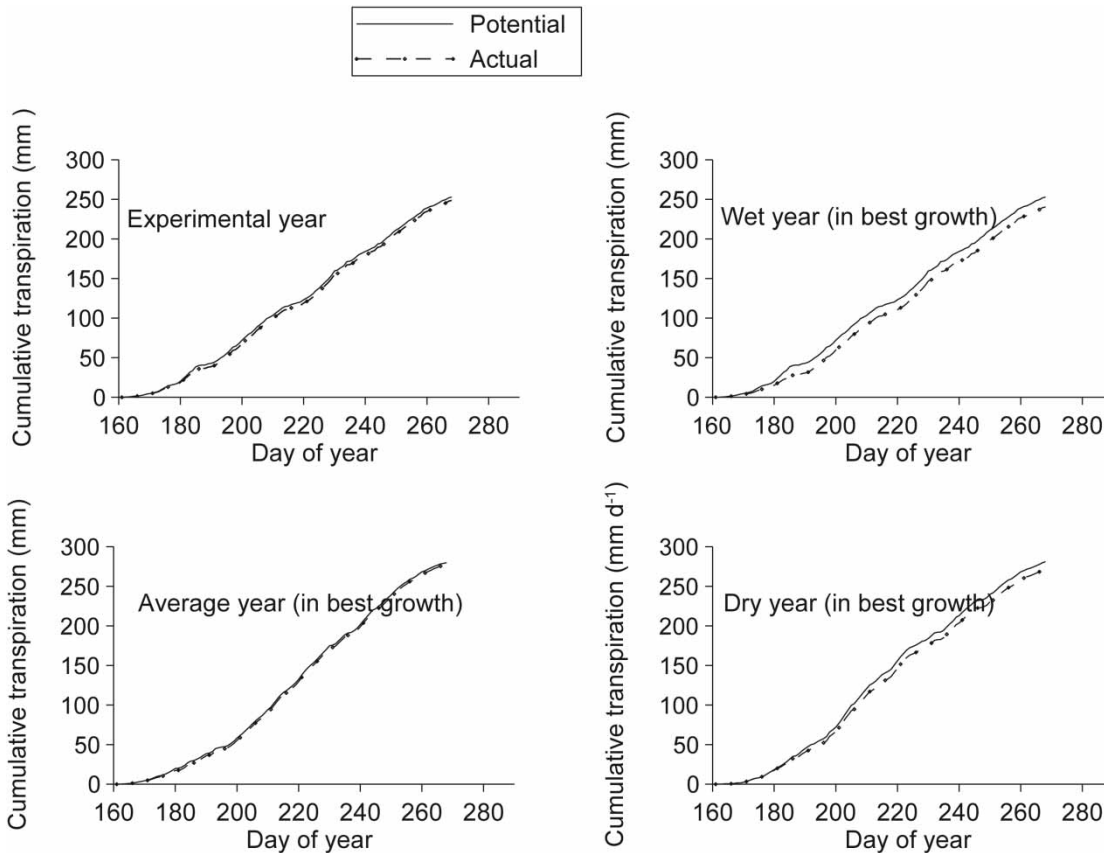 Potential
Actual
Cumulative transpiration (mm)
300
250
200
150
100
50
0
Experimental year
160 180 200 220 240 260 280
Day of year
Cumulative transpiration (mm)
300
250
200
150
100
50
0
Wet year (in best growth)
160 180 200 220 240 260 280
Day of year
Cumulative transpiration (mm)
300
250
200
150
100
50
0
Average year (in best growth)
160 180 200 220 240 260 280
Day of year
Cumulative transpiration (mm d⁻¹)
300
250
200
150
100
50
0
Dry year (in best growth)
160 180 200 220 240 260 280
Day of year